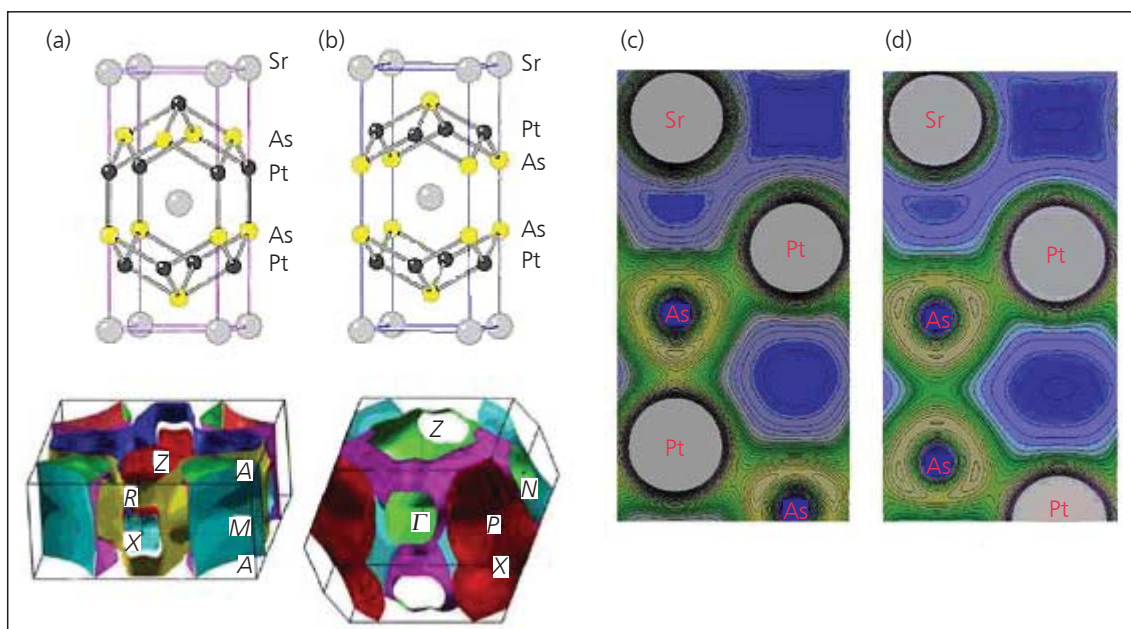 (a)
Sr
As
Pt
As
Pt
Z
A
R
X
M
A
(b)
Sr
Pt
As
As
Pt
Z
N
Γ
P
X
(c)
Sr
Pt
As
Pt
As
(d)
Sr
Pt
As
As
Pt